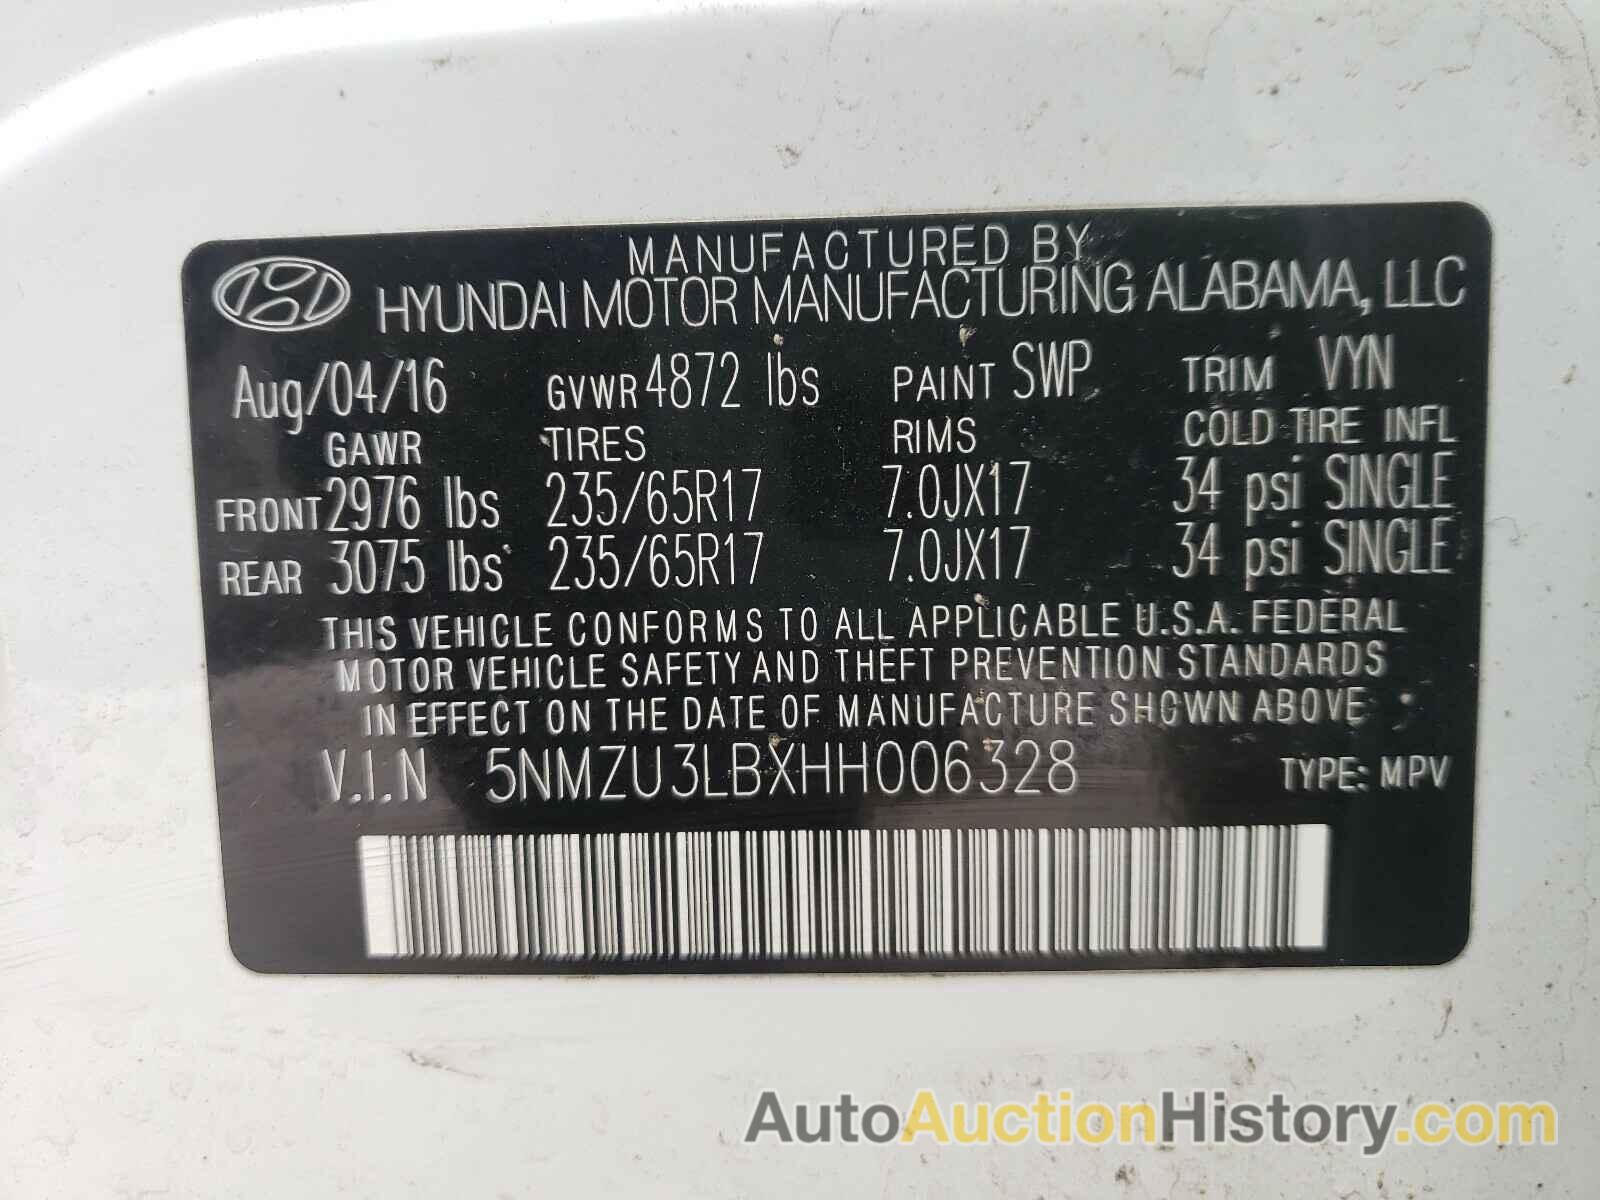 MANUFACTURED BY
HYUNDAI MOTOR MANUFACTURING ALABAMA, LLC
Aug/04/16 GVWR 4872 lbs PAINT SWP TRIM VYN
GAWR TIRES RIMS COLD TIRE INFL
FRONT 2976 lbs 235/65R17 7.0JX17 34 psi SINGLE
REAR 3075 lbs 235/65R17 7.0JX17 34 psi SINGLE
THIS VEHICLE CONFORMS TO ALL APPLICABLE U.S.A. FEDERAL
MOTOR VEHICLE SAFETY AND THEFT PREVENTION STANDARDS
IN EFFECT ON THE DATE OF MANUFACTURE SHOWN ABOVE
V.I.N 5NMZU3LBXHH006328 TYPE: MPV
AutoAuctionHistory.com